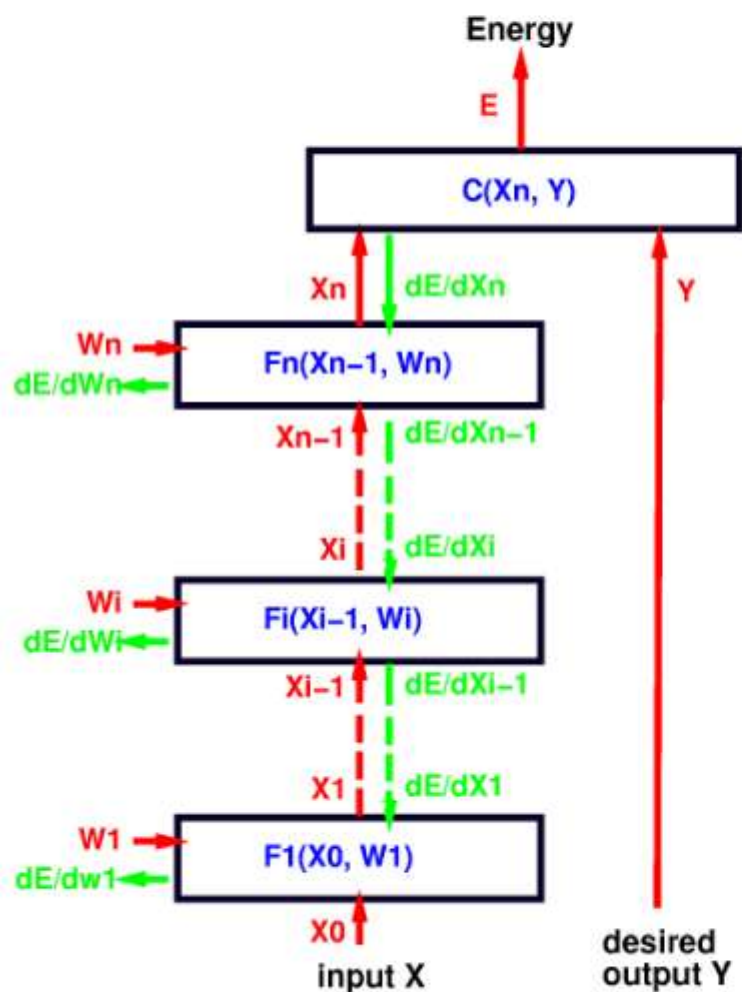 Energy
E
C(Xn, Y)
Xn
dE/dXn
Y
Wn
Fn(Xn−1, Wn)
dE/dWn
Xn−1
dE/dXn−1
Xi
dE/dXi
Wi
Fi(Xi−1, Wi)
dE/dWi
Xi−1
dE/dXi−1
X1
dE/dX1
W1
F1(X0, W1)
dE/dw1
X0
input X
desired
output Y